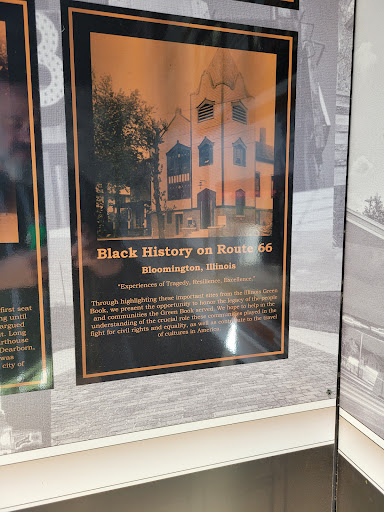 Black History on Route 66
Bloomington, Illinois
"Experiences of Tragedy, Resilience, Excellence."
Through highlighting these important sites from the Illinois Green
Book, we present the opportunity to honor the legacy of the people
and communities the Green Book served. We hope to help in the
understanding of the crucial role these communities played in the
fight for civil rights and equality, as well as contribute to the travel
of cultures in America.
first seat
ng until
argued
t. Long
rthouse
Dearborn,
was
city of